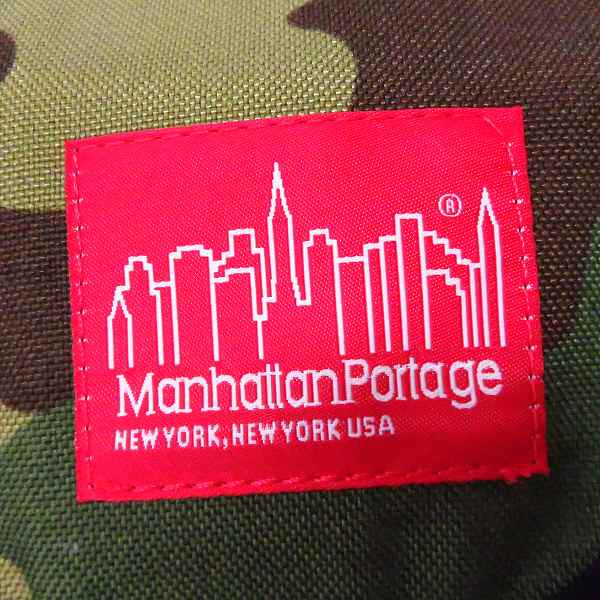 ®
ManhattanPortage
NEW YORK, NEW YORK USA